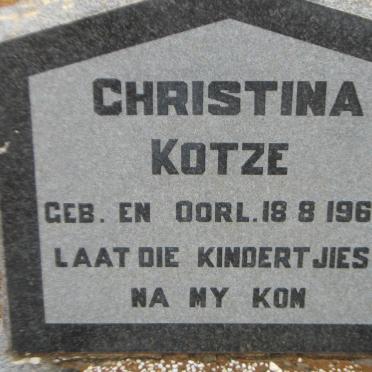 CHRISTINA
KOTZE
GEB. EN OORL. 18 8 196
LAAT DIE KINDERTJIES
NA MY KOM